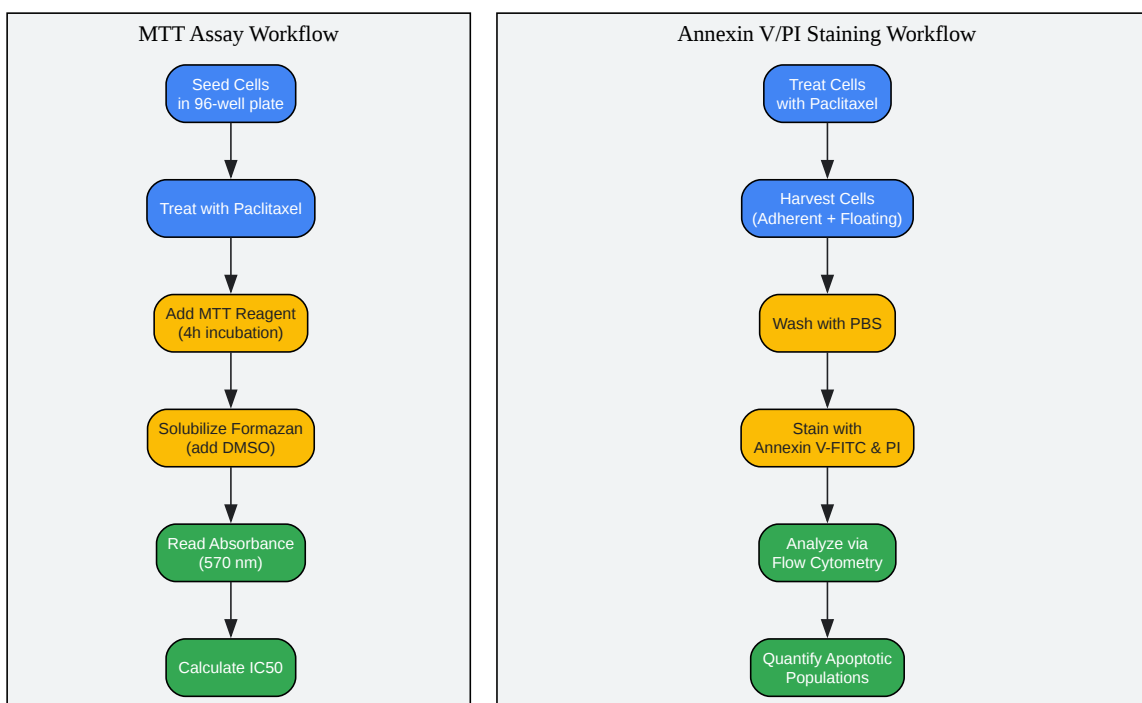 MTT Assay Workflow
Seed Cells
in 96-well plate
Treat with Paclitaxel
Add MTT Reagent
(4h incubation)
Solubilize Formazan
(add DMSO)
Read Absorbance
(570 nm)
Calculate IC50
Annexin V/PI Staining Workflow
Treat Cells
with Paclitaxel
Harvest Cells
(Adherent + Floating)
Wash with PBS
Stain with
Annexin V-FITC & PI
Analyze via
Flow Cytometry
Quantify Apoptotic
Populations